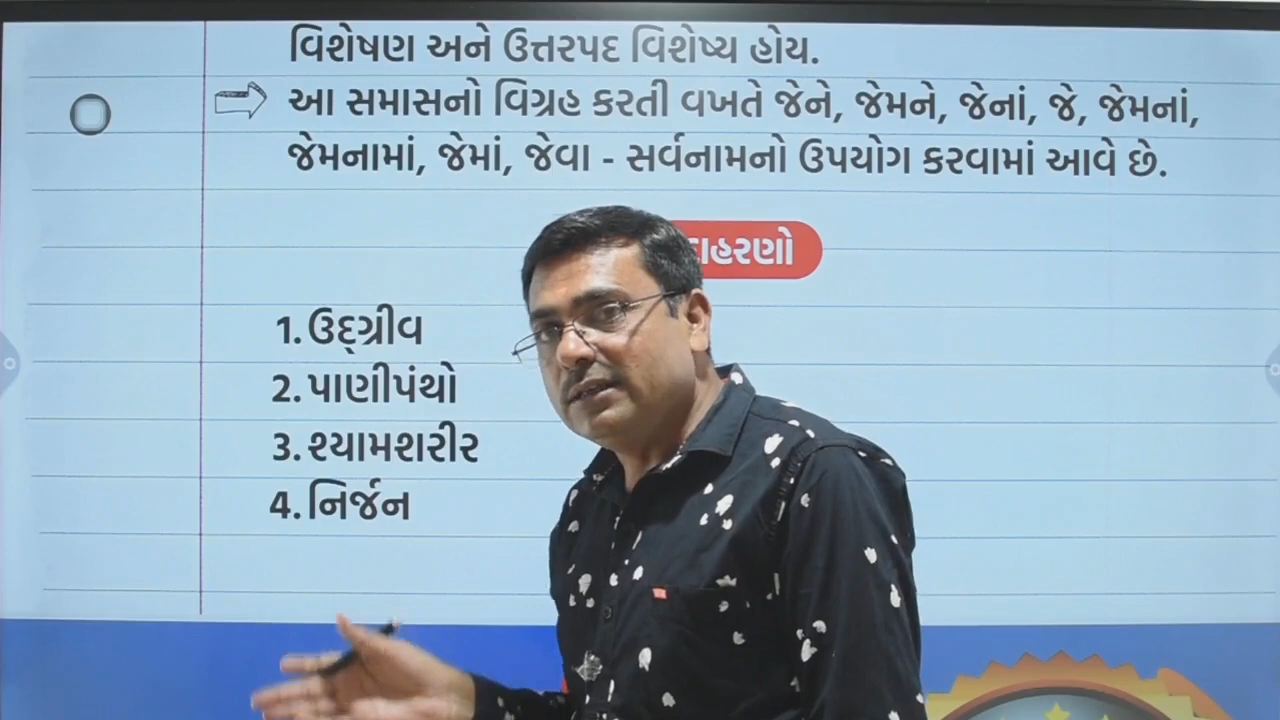 વિશેષણ અને ઉત્તરપદ વિશેષ્ય હોય.
આ સમાસનો વિગ્રહ કરતી વખતે જેને, જેમને, જેનાં, જે, જેમનાં,
જેમનામાં, જેમાં, જેવા - સર્વનામનો ઉપયોગ કરવામાં આવે છે.
1. ઉદ્‌ગ્રીવ
2. પાણીપંથો
3. શ્યામશરીર
4. નિર્જન